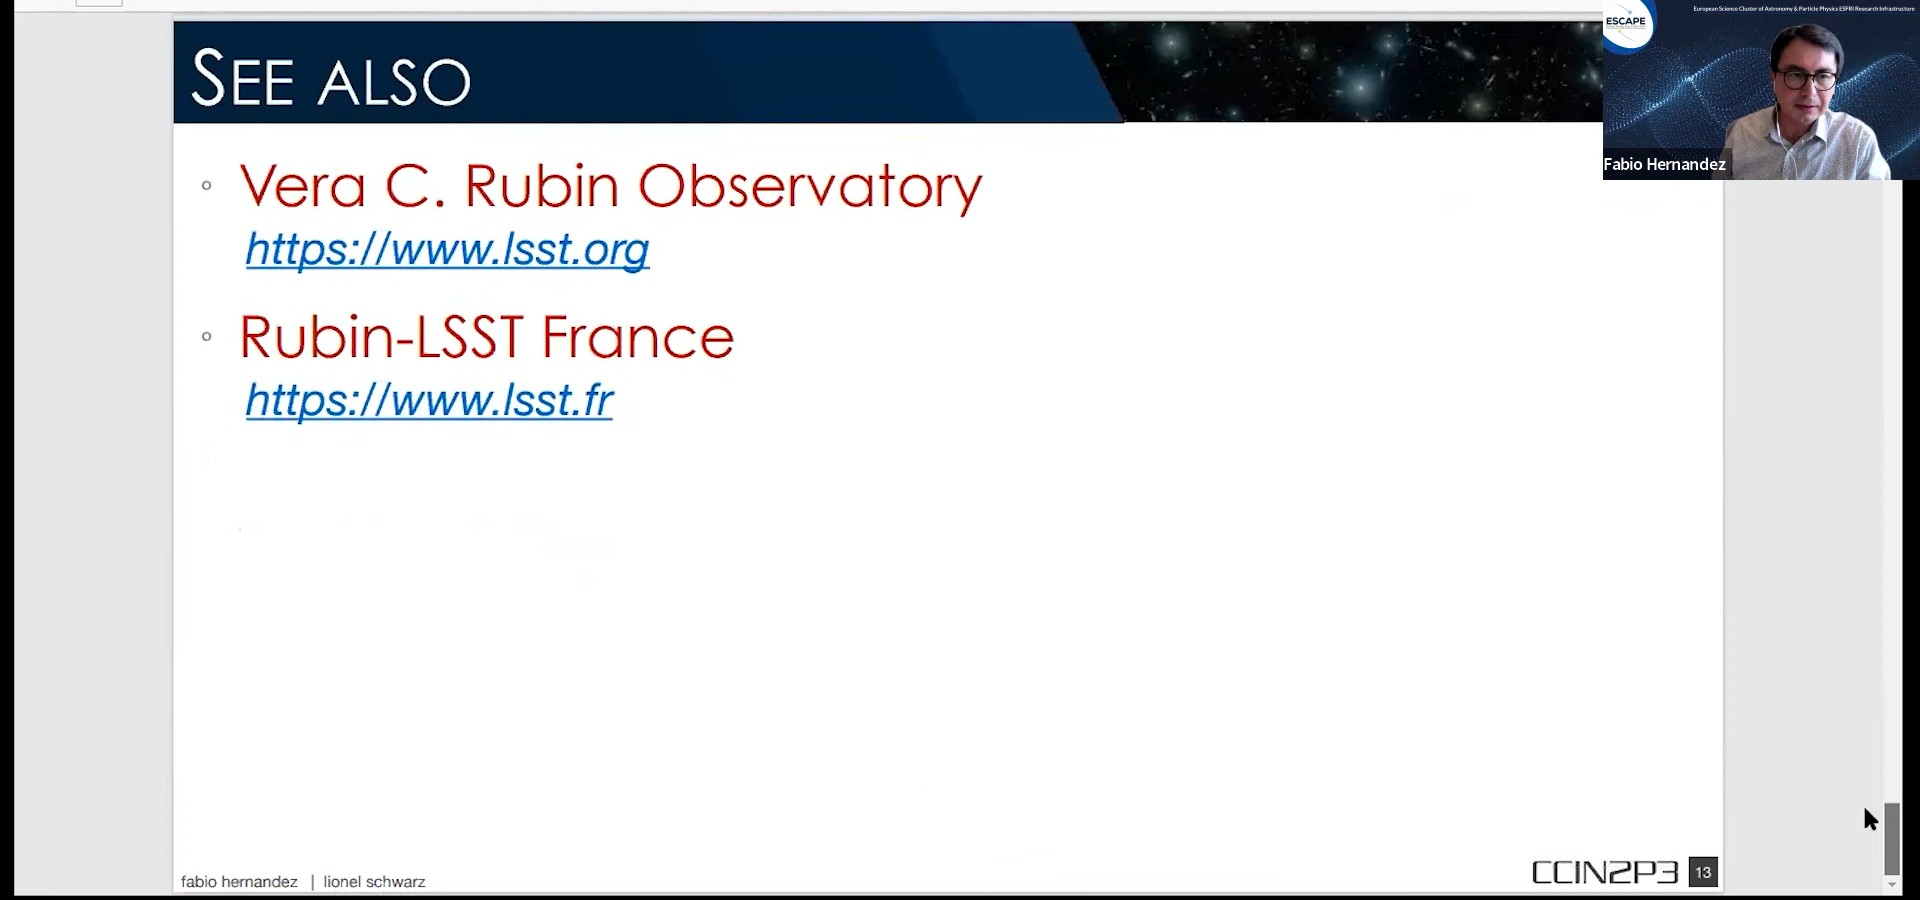 SEE ALSO
European Science Cluster of Astronomy & Particle Physics ESFRI Research Infrastructure
ESCAPE
Fabio Hernandez
Vera C. Rubin Observatory
https://www.lsst.org
Rubin-LSST France
https://www.lsst.fr
fabio hernandez | lionel schwarz
CCIN2P3 13